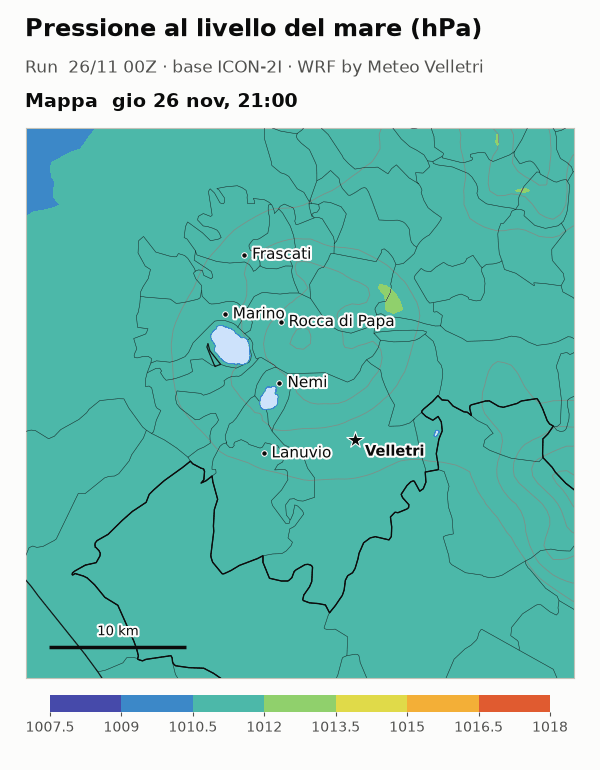 Pressione al livello del mare (hPa)
Run  26/11 00Z · base ICON-2I · WRF by Meteo Velletri
Mappa  gio 26 nov, 21:00
Frascati
Marino
Rocca di Papa
Nemi
Velletri
Lanuvio
10 km
1007.5 1009 1010.5 1012 1013.5 1015 1016.5 1018